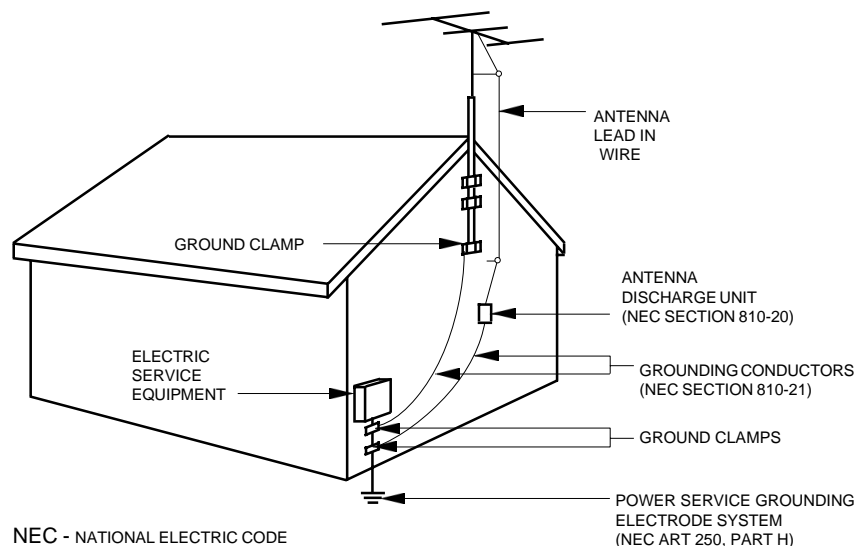 ANTENNA
LEAD IN
WIRE
GROUND CLAMP
ANTENNA
DISCHARGE UNIT
(NEC SECTION 810-20)
ELECTRIC
SERVICE
EQUIPMENT
GROUNDING CONDUCTORS
(NEC SECTION 810-21)
GROUND CLAMPS
POWER SERVICE GROUNDING
ELECTRODE SYSTEM
(NEC ART 250, PART H)
NEC - NATIONAL ELECTRIC CODE